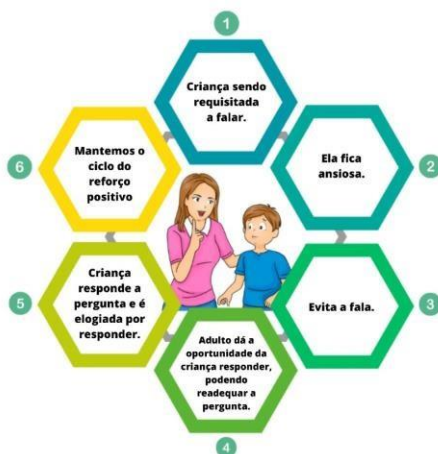 1
Criança sendo
requisitada
a falar.
2
Ela fica
ansiosa.
3
Evita a fala.
4
Adulto dá a
oportunidade da
criança responder,
podendo
readequar a
pergunta.
5
Criança
responde a
pergunta e é
elogiada por
responder.
6
Mantemos o
ciclo do
reforço
positivo